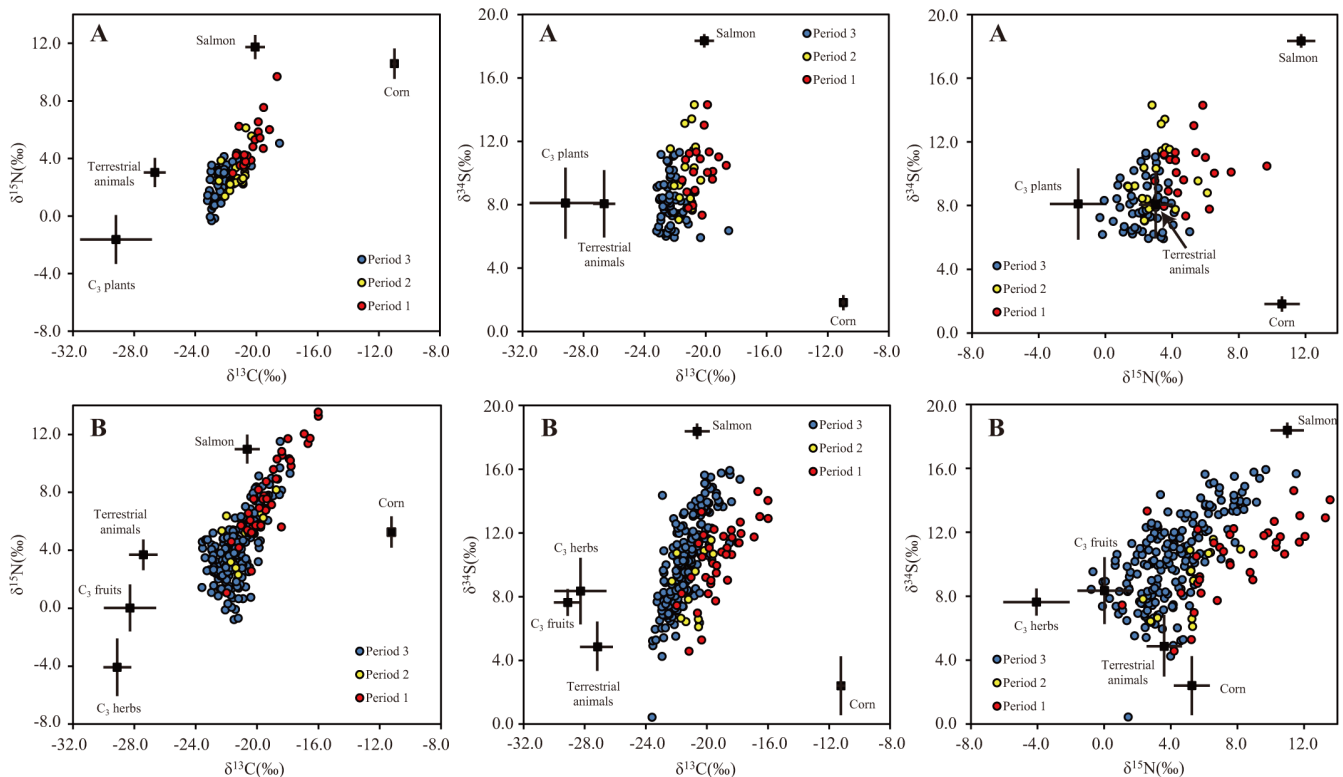 A
12.0
8.0
4.0
0.0
-4.0
-8.0
δ¹⁵N(‰)
Salmon
Corn
Terrestrial
animals
C₃ plants
Period 3
Period 2
Period 1
-32.0 -28.0 -24.0 -20.0 -16.0 -12.0 -8.0
δ¹³C(‰)
A
20.0
16.0
12.0
8.0
4.0
0.0
δ³⁴S(‰)
Salmon
Period 3
Period 2
Period 1
C₃ plants
Terrestrial
animals
Corn
-32.0 -28.0 -24.0 -20.0 -16.0 -12.0 -8.0
δ¹³C(‰)
A
20.0
16.0
12.0
8.0
4.0
0.0
δ³⁴S(‰)
Salmon
C₃ plants
Terrestrial
animals
Period 3
Period 2
Period 1
Corn
-8.0 -4.0 0.0 4.0 8.0 12.0
δ¹⁵N(‰)
B
12.0
8.0
4.0
0.0
-4.0
-8.0
δ¹⁵N(‰)
Salmon
Corn
Terrestrial
animals
C₃ fruits
C₃ herbs
Period 3
Period 2
Period 1
-32.0 -28.0 -24.0 -20.0 -16.0 -12.0 -8.0
δ¹³C(‰)
B
20.0
16.0
12.0
8.0
4.0
0.0
δ³⁴S(‰)
Salmon
Period 3
Period 2
Period 1
C₃ herbs
C₃ fruits
Terrestrial
animals
Corn
-32.0 -28.0 -24.0 -20.0 -16.0 -12.0 -8.0
δ¹³C(‰)
B
20.0
16.0
12.0
8.0
4.0
0.0
δ³⁴S(‰)
Salmon
C₃ fruits
C₃ herbs
Terrestrial
animals
Corn
Period 3
Period 2
Period 1
-8.0 -4.0 0.0 4.0 8.0 12.0
δ¹⁵N(‰)